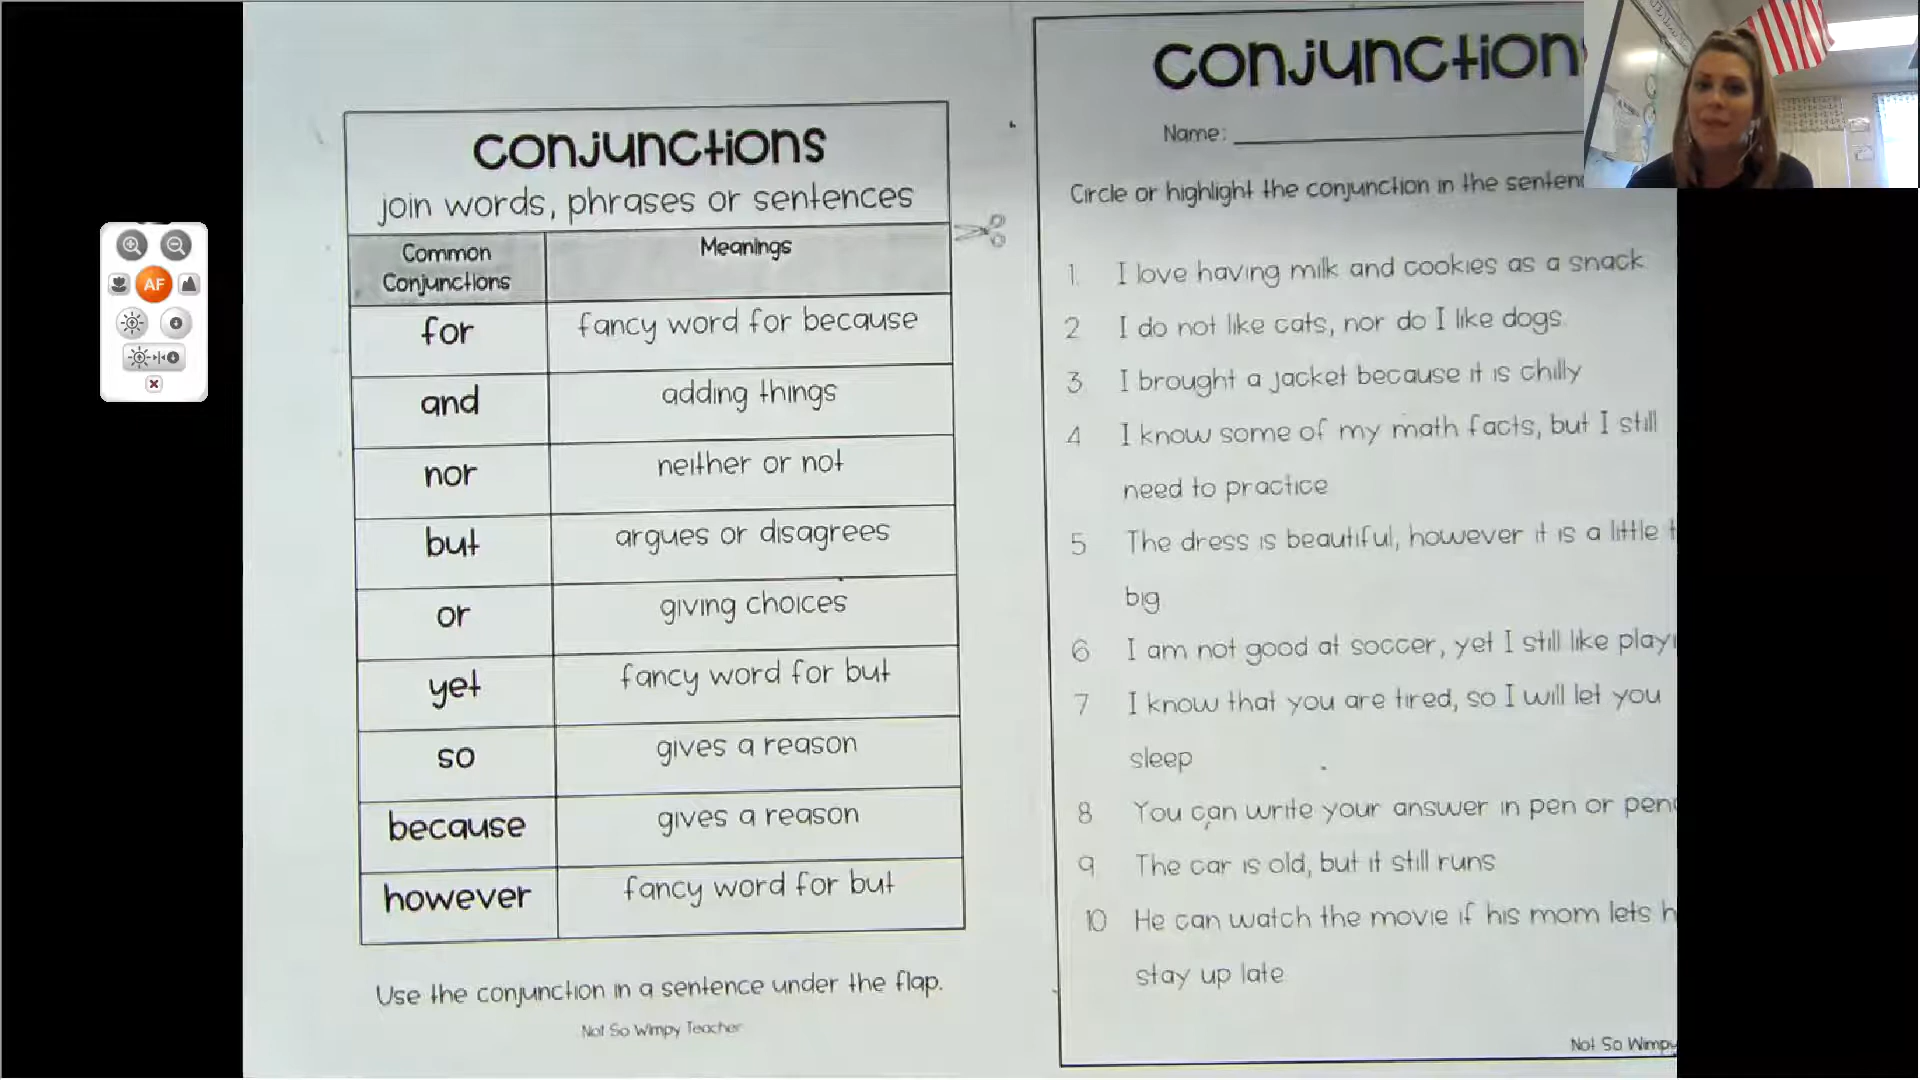 conjunctions
join words, phrases or sentences
Common Conjunctions
Meanings
for
fancy word for because
and
adding things
nor
neither or not
but
argues or disagrees
or
giving choices
yet
fancy word for but
so
gives a reason
because
gives a reason
however
fancy word for but
Use the conjunction in a sentence under the flap.
Not So Wimpy Teacher
conjunction
Name:
Circle or highlight the conjunction in the
1. I love having milk and cookies as a snack
2 I do not like cats, nor do I like dogs
3 I brought a jacket because it is chilly
4 I know some of my math facts, but I still
need to practice
5 The dress is beautiful, however it is a little
big
6 I am not good at soccer, yet I still like
7 I know that you are tired, so I will let you
sleep
8 You can write your answer in pen or
9 The car is old, but it still runs
10 He can watch the movie if his mom lets
stay up late
Not So Wimpy
AF